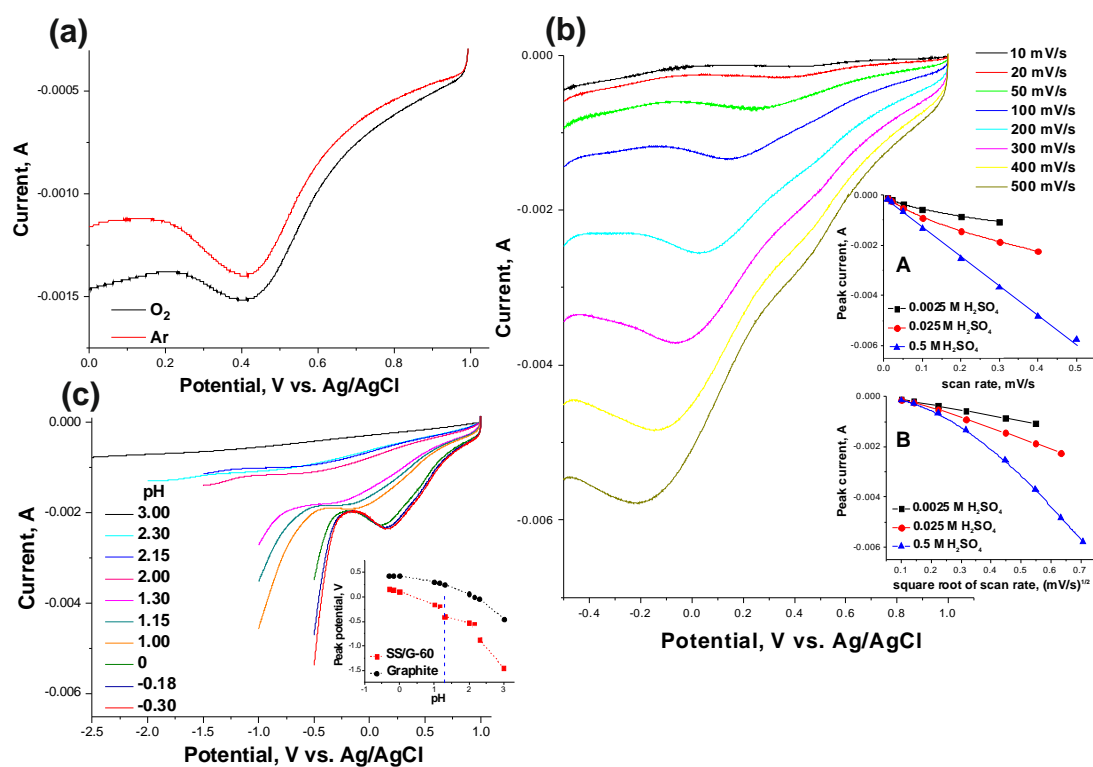 (a)
-0.0005
-0.0010
-0.0015
Current, A
O₂
Ar
0.0 0.2 0.4 0.6 0.8 1.0
Potential, V vs. Ag/AgCl
(b)
0.000
-0.002
-0.004
-0.006
Current, A
-0.4 -0.2 0.0 0.2 0.4 0.6 0.8 1.0
Potential, V vs. Ag/AgCl
10 mV/s
20 mV/s
50 mV/s
100 mV/s
200 mV/s
300 mV/s
400 mV/s
500 mV/s
0.000
-0.002
-0.004
-0.006
Peak current, A
A
0.0025 M H₂SO₄
0.025 M H₂SO₄
0.5 M H₂SO₄
0.0 0.1 0.2 0.3 0.4 0.5
scan rate, mV/s
0.000
-0.002
-0.004
-0.006
Peak current, A
B
0.0025 M H₂SO₄
0.025 M H₂SO₄
0.5 M H₂SO₄
0.1 0.2 0.3 0.4 0.5 0.6 0.7
square root of scan rate, (mV/s)¹/²
(c)
0.000
-0.002
-0.004
-0.006
Current, A
pH
3.00
2.30
2.15
2.00
1.30
1.15
1.00
0
-0.18
-0.30
-2.5 -2.0 -1.5 -1.0 -0.5 0.0 0.5 1.0
Potential, V vs. Ag/AgCl
0.5
0.0
-0.5
-1.0
-1.5
Peak potential, V
SS/G-60
Graphite
-1 0 1 2 3
pH